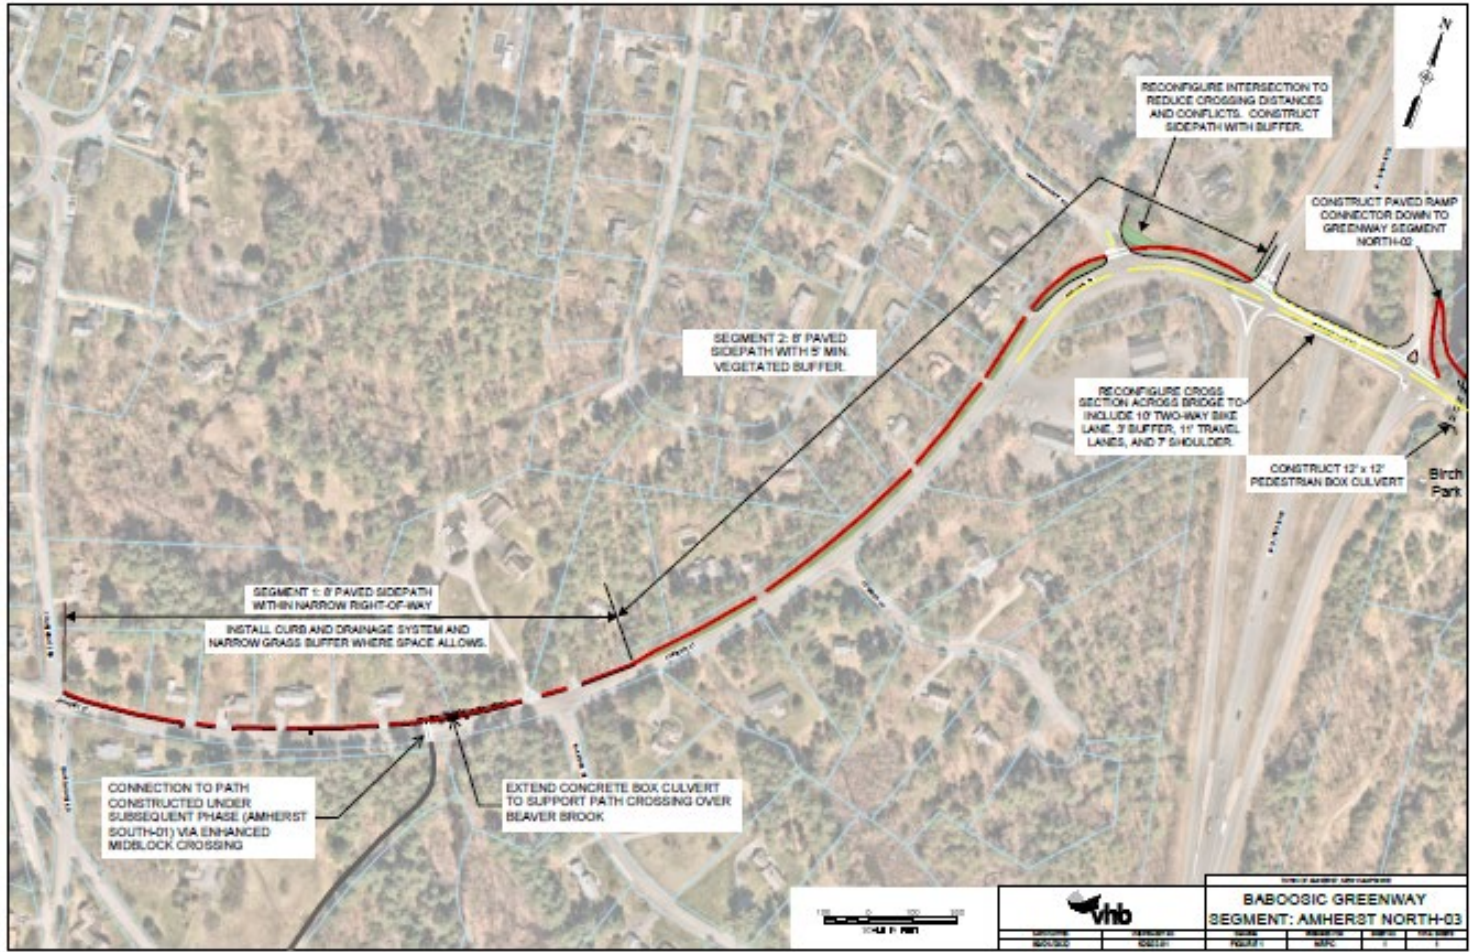 N
RECONFIGURE INTERSECTION TO
REDUCE CROSSING DISTANCES
AND CONFLICTS. CONSTRUCT
SIDEPATH WITH BUFFER.
CONSTRUCT PAVED RAMP
CONNECTOR DOWN TO
GREENWAY SEGMENT
NORTH-02
SEGMENT 2: 8' PAVED
SIDEPATH WITH 5' MIN.
VEGETATED BUFFER.
RECONFIGURE CROSS
SECTION ACROSS BRIDGE TO
INCLUDE 10' TWO-WAY BIKE
LANE, 3' BUFFER, 11' TRAVEL
LANES, AND 7' SHOULDER.
CONSTRUCT 12' x 12'
PEDESTRIAN BOX CULVERT
Birch
Park
SEGMENT 1: 8' PAVED SIDEPATH
WITHIN NARROW RIGHT-OF-WAY
INSTALL CURB AND DRAINAGE SYSTEM AND
NARROW GRASS BUFFER WHERE SPACE ALLOWS.
CONNECTION TO PATH
CONSTRUCTED UNDER
SUBSEQUENT PHASE (AMHERST
SOUTH-01) VIA ENHANCED
MIDBLOCK CROSSING
EXTEND CONCRETE BOX CULVERT
TO SUPPORT PATH CROSSING OVER
BEAVER BROOK
vhb
BABOOSIC GREENWAY
SEGMENT: AMHERST NORTH-03